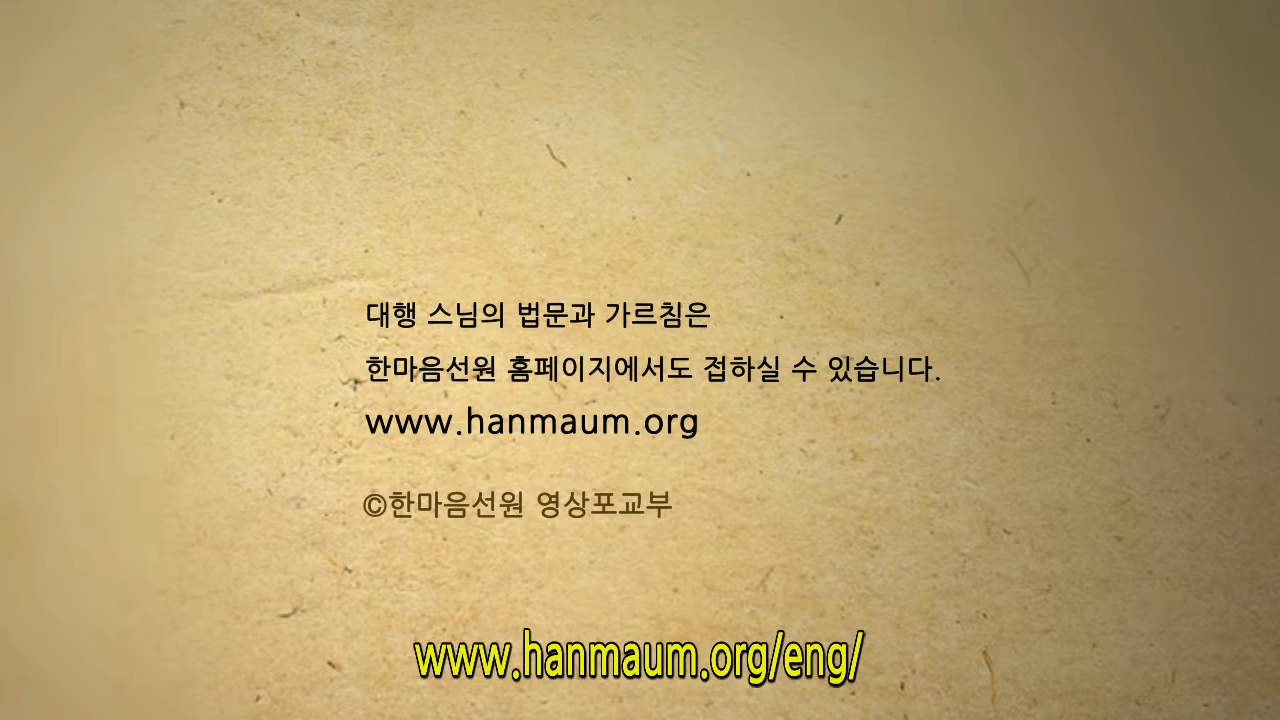 대행 스님의 법문과 가르침은
한마음선원 홈페이지에서도 접하실 수 있습니다.
www.hanmaum.org
©한마음선원 영상포교부
www.hanmaum.org/eng/